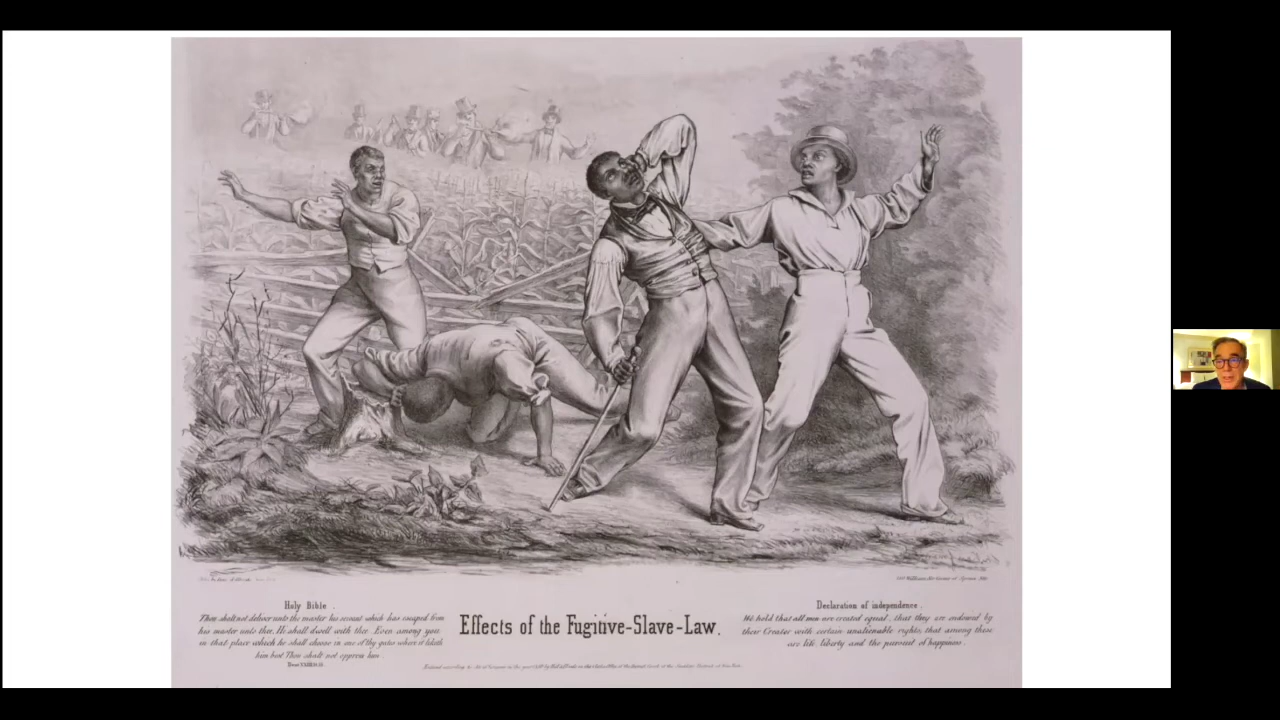 Holy Bible.
Thou shalt not deliver unto the master his servant which has escaped from
his master unto thee. He shall dwell with thee. Even among you
in that place which he shall choose in one of thy gates where it liketh
him best. Thou shalt not oppress him.
Effects of the Fugitive-Slave-Law.
Declaration of independence.
We hold that all men are created equal, that they are endowed by
their Creator with certain unalienable rights, that among these
are life, liberty and the pursuit of happiness.